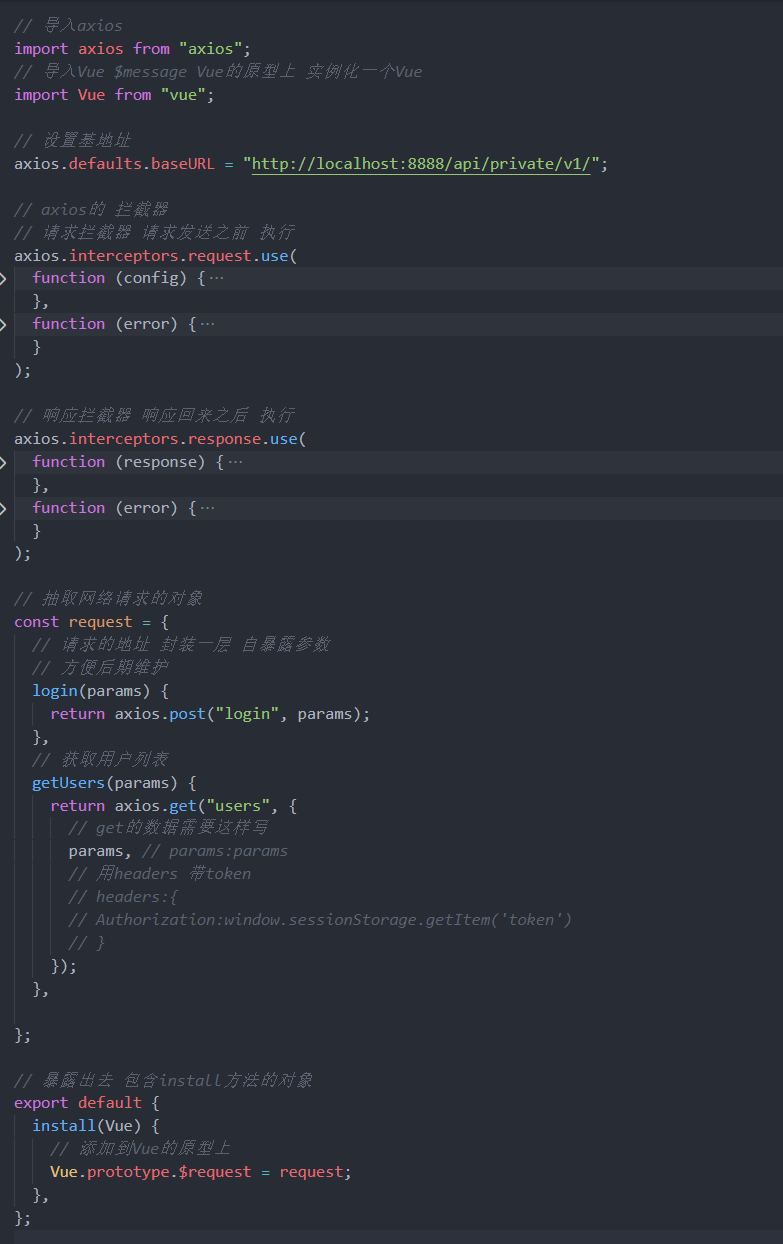 // 导入axios
import axios from "axios";
// 导入Vue $message Vue的原型上 实例化一个Vue
import Vue from "vue";
// 设置基地址
axios.defaults.baseURL = "http://localhost:8888/api/private/v1/";
// axios的 拦截器
// 请求拦截器 请求发送之前 执行
axios.interceptors.request.use(
function (config) {…
},
function (error) {…
}
);
// 响应拦截器 响应回来之后 执行
axios.interceptors.response.use(
function (response) {…
},
function (error) {…
}
);
// 抽取网络请求的对象
const request = {
// 请求的地址 封装一层 自暴露参数
// 方便后期维护
login(params) {
return axios.post("login", params);
},
// 获取用户列表
getUsers(params) {
return axios.get("users", {
// get的数据需要这样写
params, // params:params
// 用headers 带token
// headers:{
// Authorization:window.sessionStorage.getItem('token')
// }
});
},
};
// 暴露出去 包含install方法的对象
export default {
install(Vue) {
// 添加到Vue的原型上
Vue.prototype.$request = request;
},
};